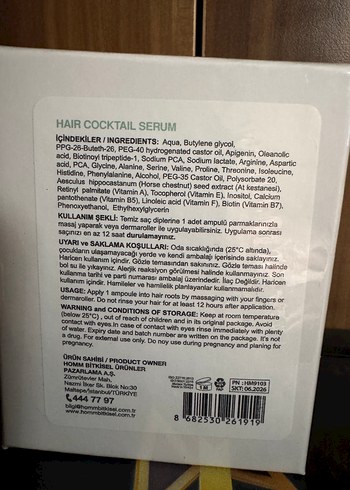 HAIR COCKTAIL SERUM
İÇİNDEKİLER / INGREDIENTS: Aqua, Butylene glycol,
PPG-26-Buteth-26, PEG-40 hydrogenated castor oil, Apigenin, Oleanolic
acid, Biotinoyl tripeptide-1, Sodium PCA, Sodium lactate, Arginine, Aspartic
acid, PCA, Glycine, Alanine, Serine, Valine, Proline, Threonine, Isoleucine,
Histidine, Phenylalanine, Alcohol, PEG-35 Castor Oil, Polysorbate 20,
Aesculus hippocastanum (Horse chestnut) seed extract (At kestanesi),
Retinyl palmitate (Vitamin A), Tocopherol (Vitamin E), Inositol, Calcium
pantothenate (Vitamin B5), Linoleic acid (Vitamin F), Biotin (Vitamin B7),
Phenoxyethanol, Ethylhexylglycerin
KULLANIM ŞEKLİ: Temiz saç diplerine 1 adet ampulü parmaklarınızla
masaj yaparak veya dermaroller ile uygulayabilirsiniz. Uygulama sonrası
saçınızı en az 12 saat durulamayınız.
UYARI ve SAKLAMA KOŞULLARI: Oda sıcaklığında (25°C altında),
çocukların ulaşamayacağı yerde ve kendi ambalajı içerisinde saklayınız.
Haricen kullanım içindir. Gözle temasından sakınınız. Gözle teması halinde
bol su ile yıkayınız. Alerjik reaksiyon görülmesi halinde kullanmayınız. Son
kullanma tarihi ve parti numarası ambalaj üzerindedir. İlaç Değildir. Haricen
kullanım içindir. Hamileler ve hamilelik planlayanlar kullanmamalıdır.
USAGE: Apply 1 ampoule into hair roots by massaging with your fingers or
dermaroller. Do not rinse your hair for at least 12 hours after application.
WARNING and CONDITIONS OF STORAGE: Keep at room temperature
(below 25°C) , out of reach of children and in its original package. Avoid
contact with eyes.In case of contact with eyes rinse immediately with plenty
of water. Expiry date and batch number are written on the package. It's not
a drug. For external use only. Do not use during pregnancy and planing for
pregnancy.
ÜRÜN SAHİBİ / PRODUCT OWNER
HOMM BİTKİSEL ÜRÜNLER
PAZARLAMA A.Ş.
Zümrütevler Mah.
Nazmi İlker Sk. Blok No:30
Maltepe/İstanbul/TÜRKİYE
444 77 97
bilgi@hommbitkisel.com.tr
www.hommbitkisel.com.tr
PN : HM9103
SKT: 06.2026
8 682530 261919